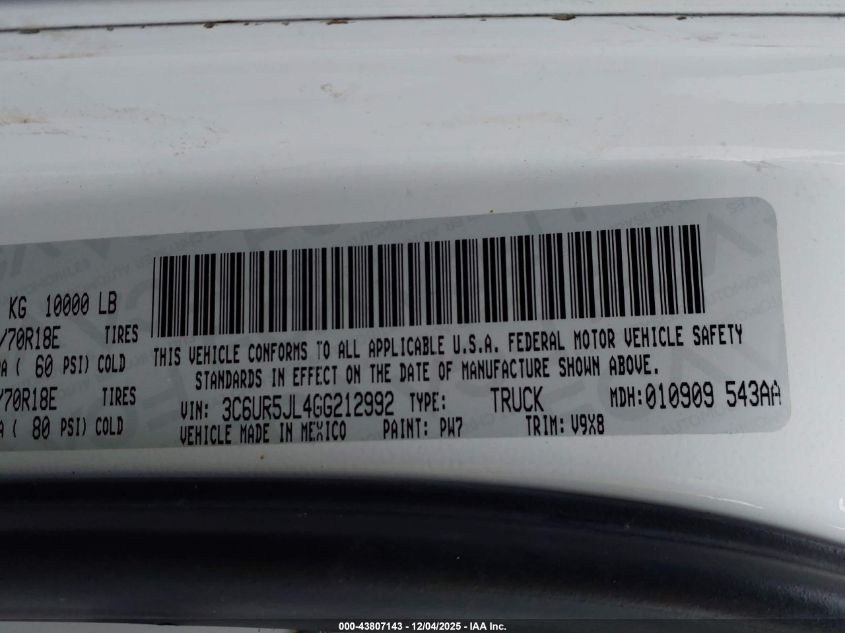 KG 10000 LB
/70R18E TIRES
( 60 PSI) COLD
/70R18E TIRES
( 80 PSI) COLD
THIS VEHICLE CONFORMS TO ALL APPLICABLE U.S.A. FEDERAL MOTOR VEHICLE SAFETY
STANDARDS IN EFFECT ON THE DATE OF MANUFACTURE SHOWN ABOVE.
VIN: 3C6UR5JL4GG212992 TYPE: TRUCK MDH:010909 543AA
VEHICLE MADE IN MEXICO PAINT: PW7 TRIM: V9X8
000-43807143 - 12/04/2025 - IAA Inc.